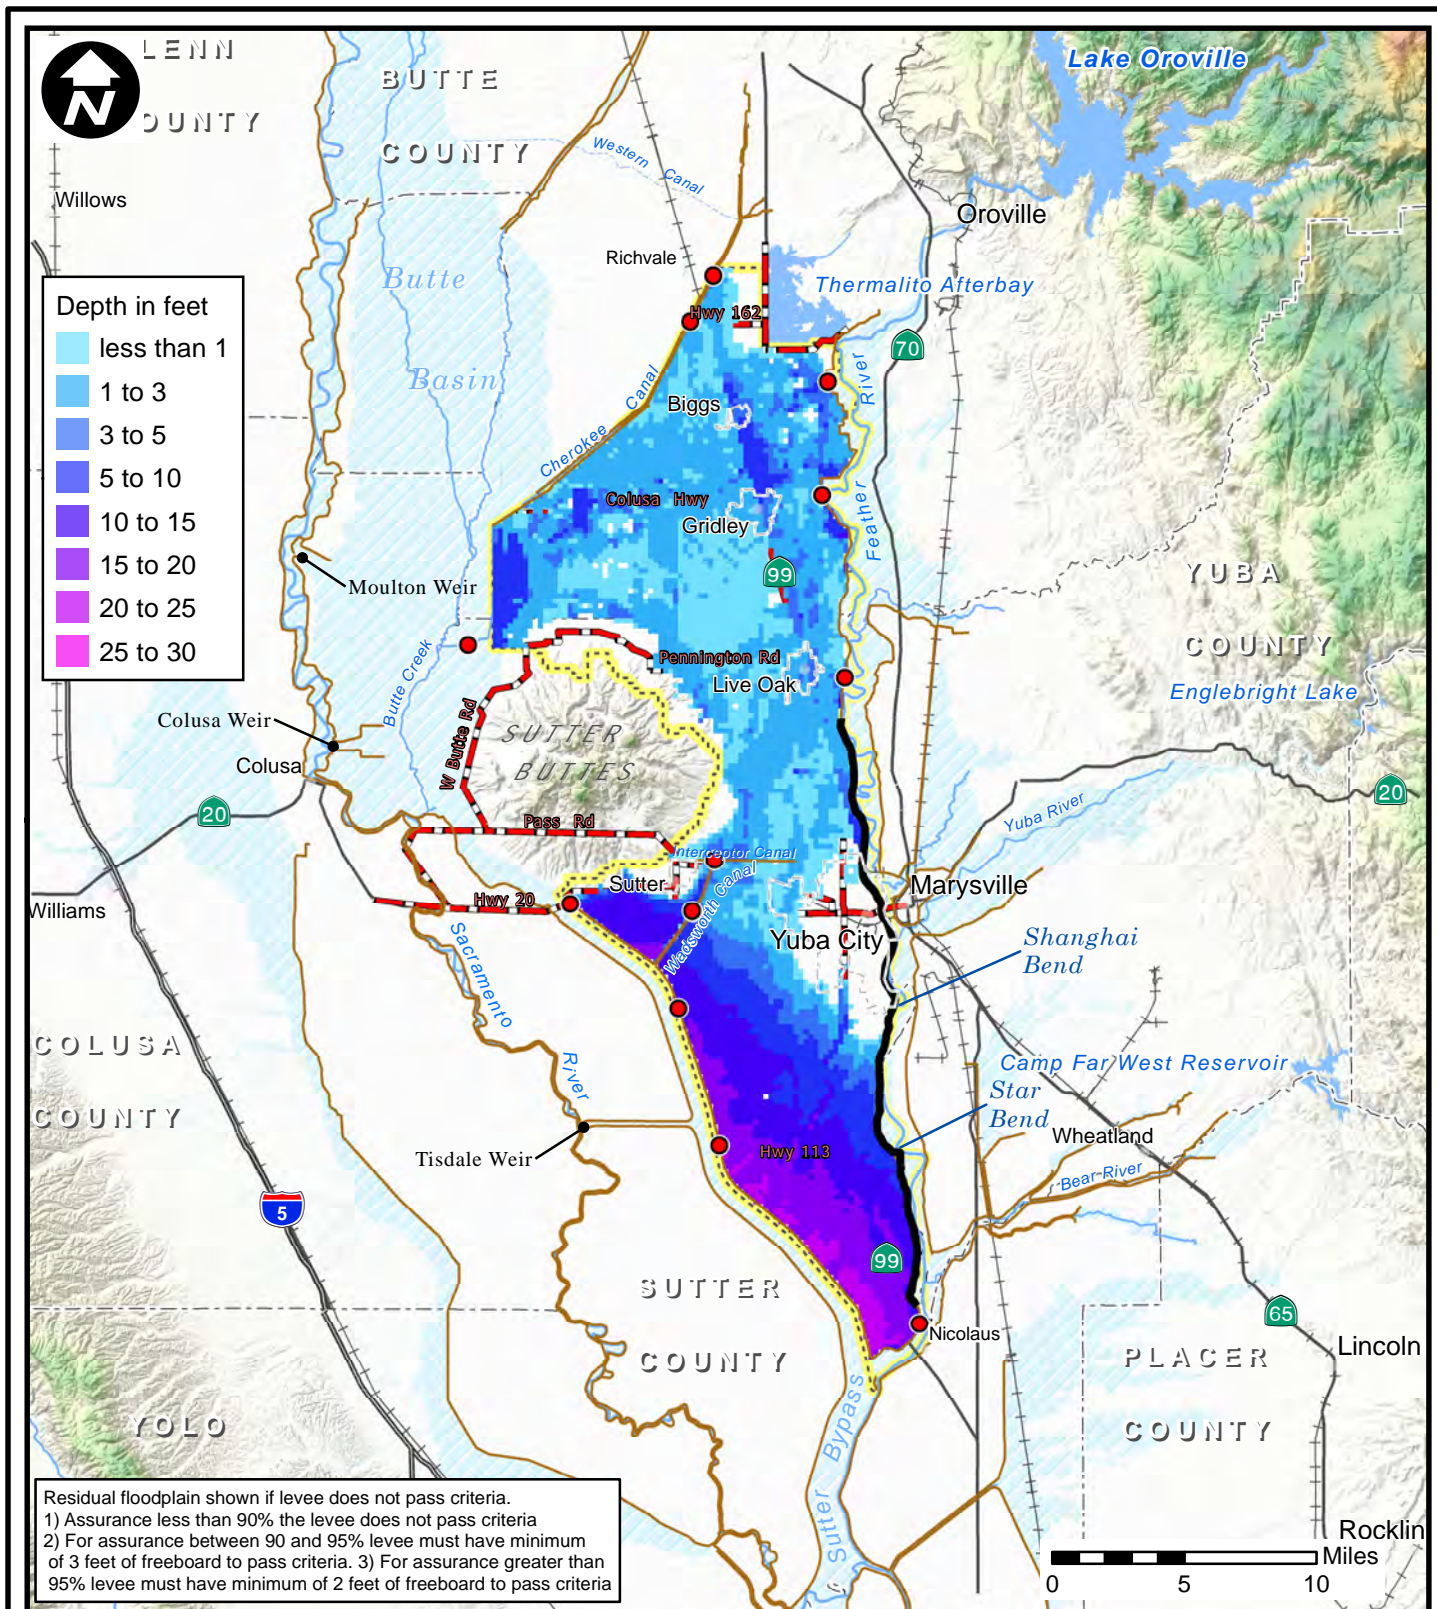 LENN
COUNTY
BUTTE
COUNTY
Lake Oroville
N
Western Canal
Willows
Oroville
Richvale
Butte
Basin
Thermalito Afterbay
Hwy 162
70
Depth in feet
less than 1
1 to 3
3 to 5
5 to 10
10 to 15
15 to 20
20 to 25
25 to 30
Feather River
Biggs
Cherokee Canal
Colusa Hwy
Gridley
99
Moulton Weir
YUBA
COUNTY
Butte Creek
Pennington Rd
Live Oak
Englebright Lake
Colusa Weir
Colusa
W Butte Rd
SUTTER
BUTTES
20
20
Yuba River
Pass Rd
Interceptor Canal
Sutter
Wadsworth Canal
Marysville
Hwy 20
Williams
Yuba City
Shanghai
Bend
Sacramento River
COLUSA
COUNTY
Camp Far West Reservoir
Star
Bend
Wheatland
Tisdale Weir
Hwy 113
Bear River
5
99
SUTTER
COUNTY
Nicolaus
65
Lincoln
PLACER
COUNTY
YOLO
Sutter Bypass
Residual floodplain shown if levee does not pass criteria.
1) Assurance less than 90% the levee does not pass criteria
2) For assurance between 90 and 95% levee must have minimum
of 3 feet of freeboard to pass criteria. 3) For assurance greater than
95% levee must have minimum of 2 feet of freeboard to pass criteria
Rocklin
Miles
0 5 10